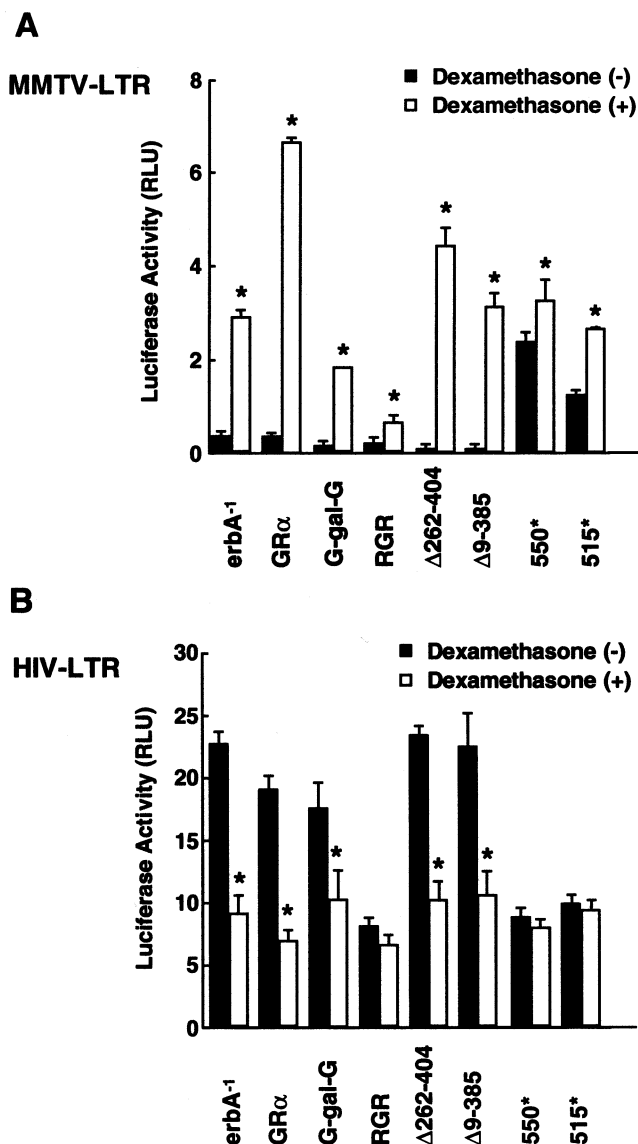 A
MMTV-LTR
Dexamethasone (-)
Dexamethasone (+)
Luciferase Activity (RLU)
8
6
4
2
0
* * * * * * * *
erbA-1
GRα
G-gal-G
RGR
Δ262-404
Δ9-385
550*
515*
B
HIV-LTR
Dexamethasone (-)
Dexamethasone (+)
Luciferase Activity (RLU)
30
25
20
15
10
5
0
* * * * *
erbA-1
GRα
G-gal-G
RGR
Δ262-404
Δ9-385
550*
515*